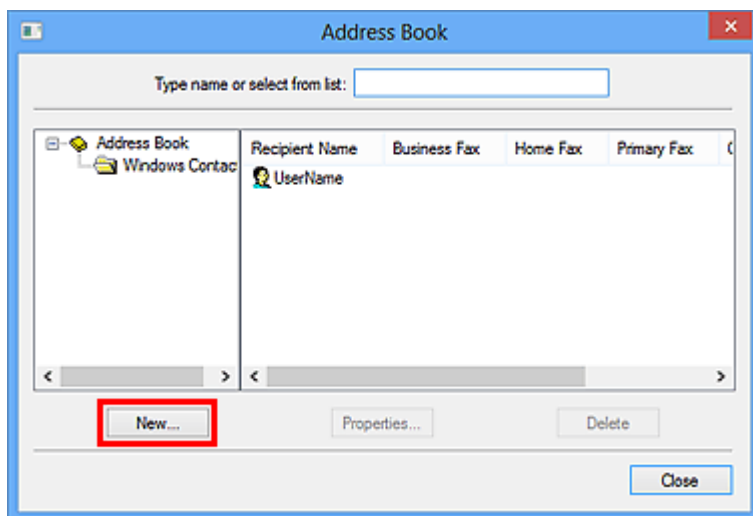 Address Book
Type name or select from list:
Address Book
Windows Contac
Recipient Name Business Fax Home Fax Primary Fax
UserName
New... Properties... Delete
Close